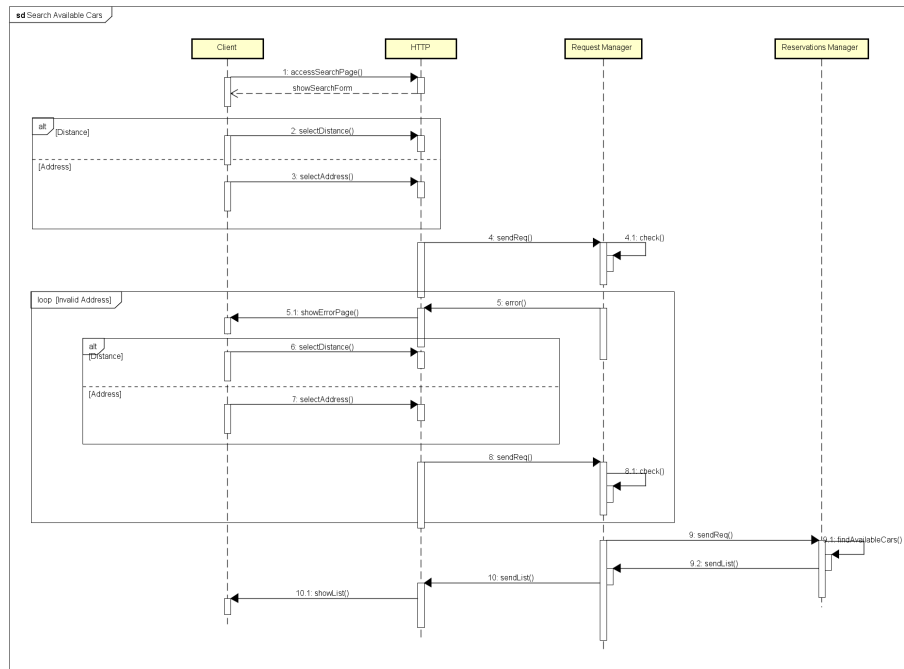 sd Search Available Cars
Client
HTTP
Request Manager
Reservations Manager
1: accessSearchPage()
showSearchForm
alt
[Distance]
2: selectDistance()
[Address]
3: selectAddress()
4: sendReq()
4.1: check()
loop [Invalid Address]
5: error()
5.1: showErrorPage()
alt
[Distance]
6: selectDistance()
[Address]
7: selectAddress()
8: sendReq()
8.1: check()
9: sendReq()
9.1: findAvailableCars()
9.2: sendList()
10: sendList()
10.1: showList()